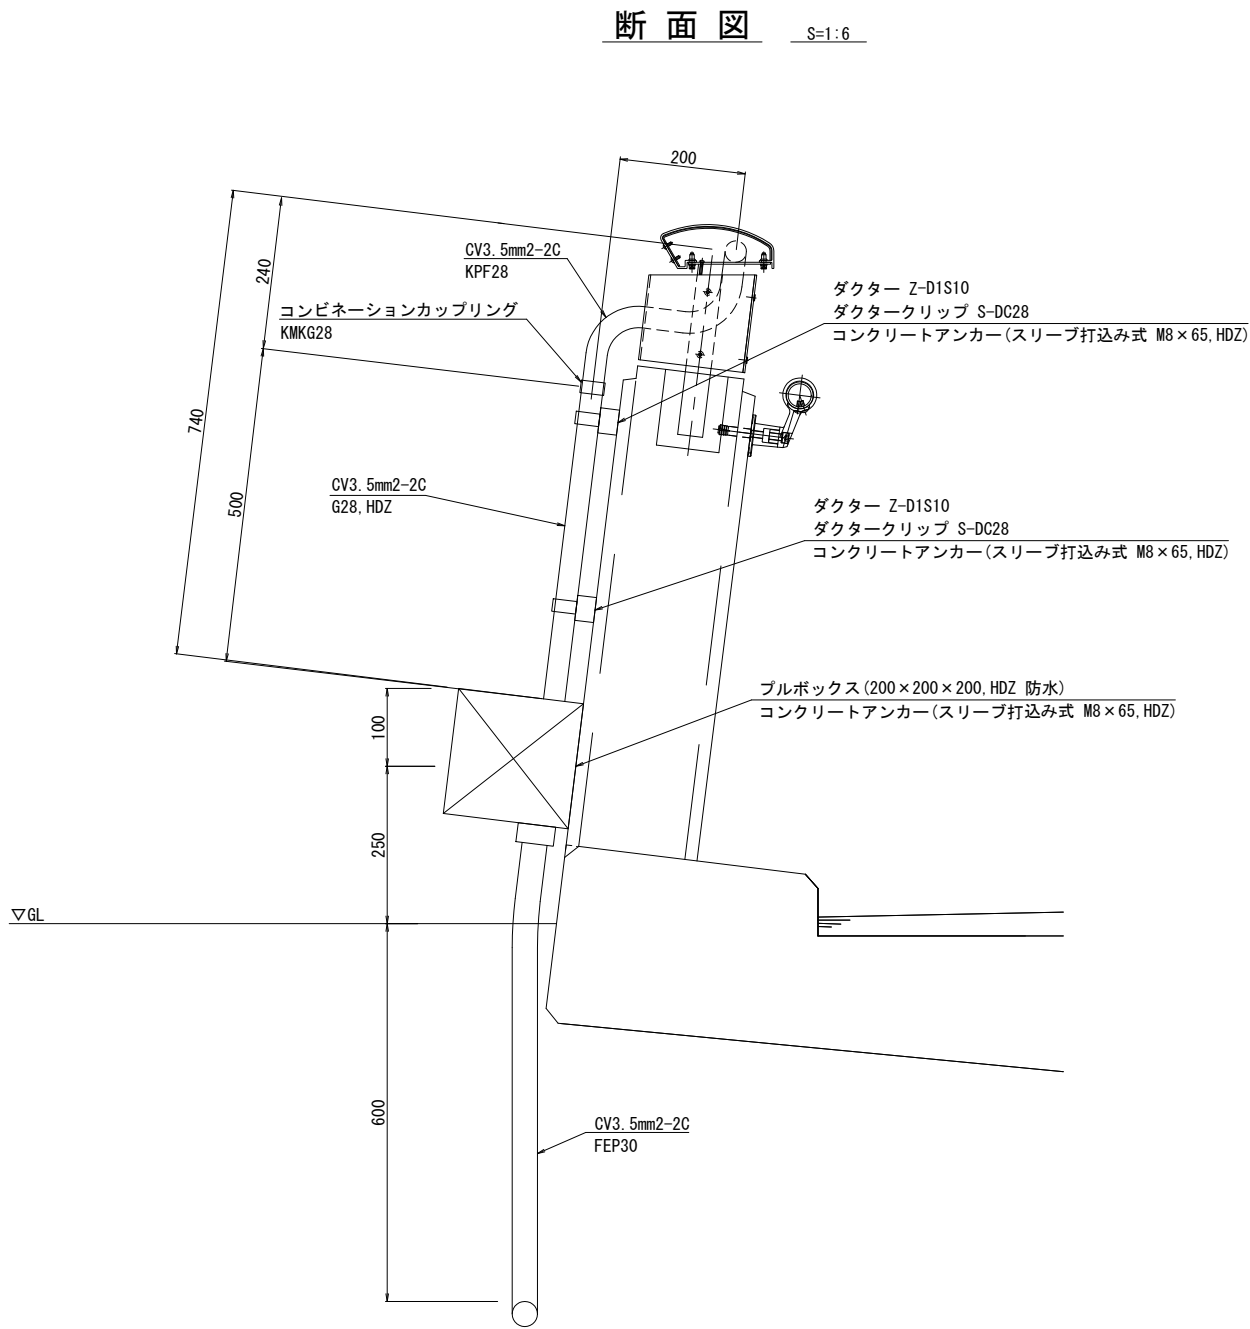 断面図 S=1:6
200
240
740
500
CV3.5mm2-2C
KPF28
コンビネーションカップリング
KMKG28
ダクター Z-D1S10
ダクタークリップ S-DC28
コンクリートアンカー(スリーブ打込み式 M8×65,HDZ)
CV3.5mm2-2C
G28,HDZ
ダクター Z-D1S10
ダクタークリップ S-DC28
コンクリートアンカー(スリーブ打込み式 M8×65,HDZ)
プルボックス(200×200×200,HDZ 防水)
コンクリートアンカー(スリーブ打込み式 M8×65,HDZ)
100
250
▽GL
600
CV3.5mm2-2C
FEP30